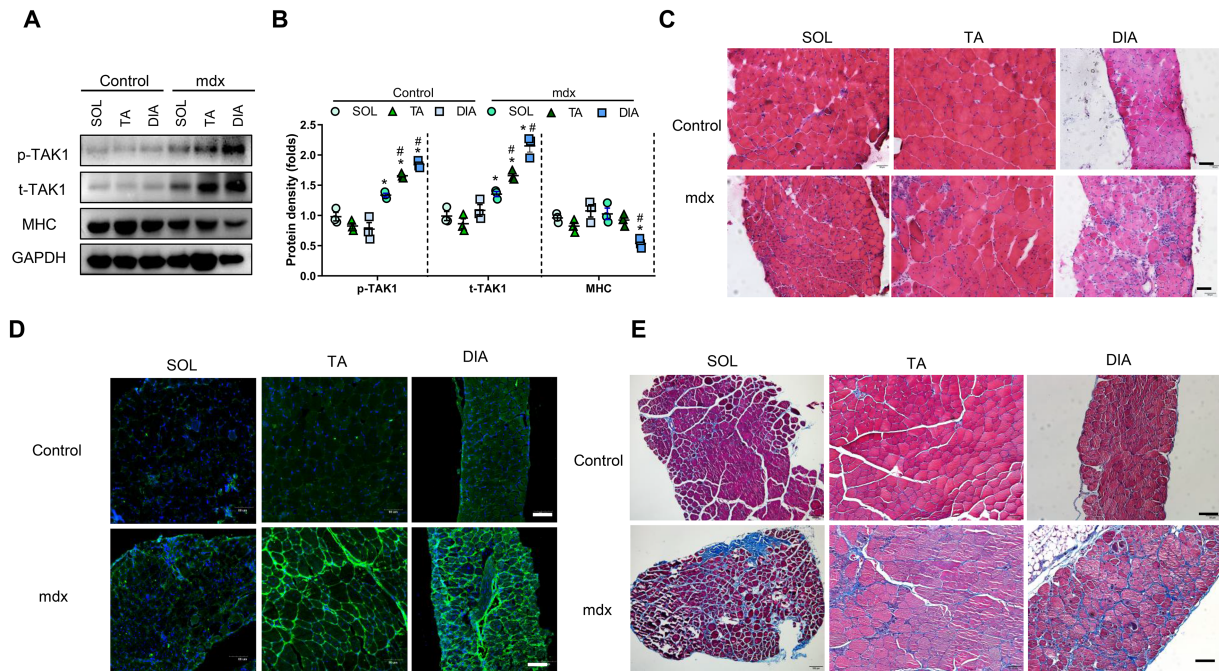 A
Control
mdx
SOL
TA
DIA
SOL
TA
DIA
p-TAK1
t-TAK1
MHC
GAPDH
B
Control
mdx
SOL
TA
DIA
SOL
TA
DIA
Protein density (folds)
2.5
2.0
1.5
1.0
0.5
0.0
*
#
*
#
*
*
#
*
* #
#
*
p-TAK1
t-TAK1
MHC
C
SOL
TA
DIA
Control
mdx
D
SOL
TA
DIA
Control
mdx
E
SOL
TA
DIA
Control
mdx